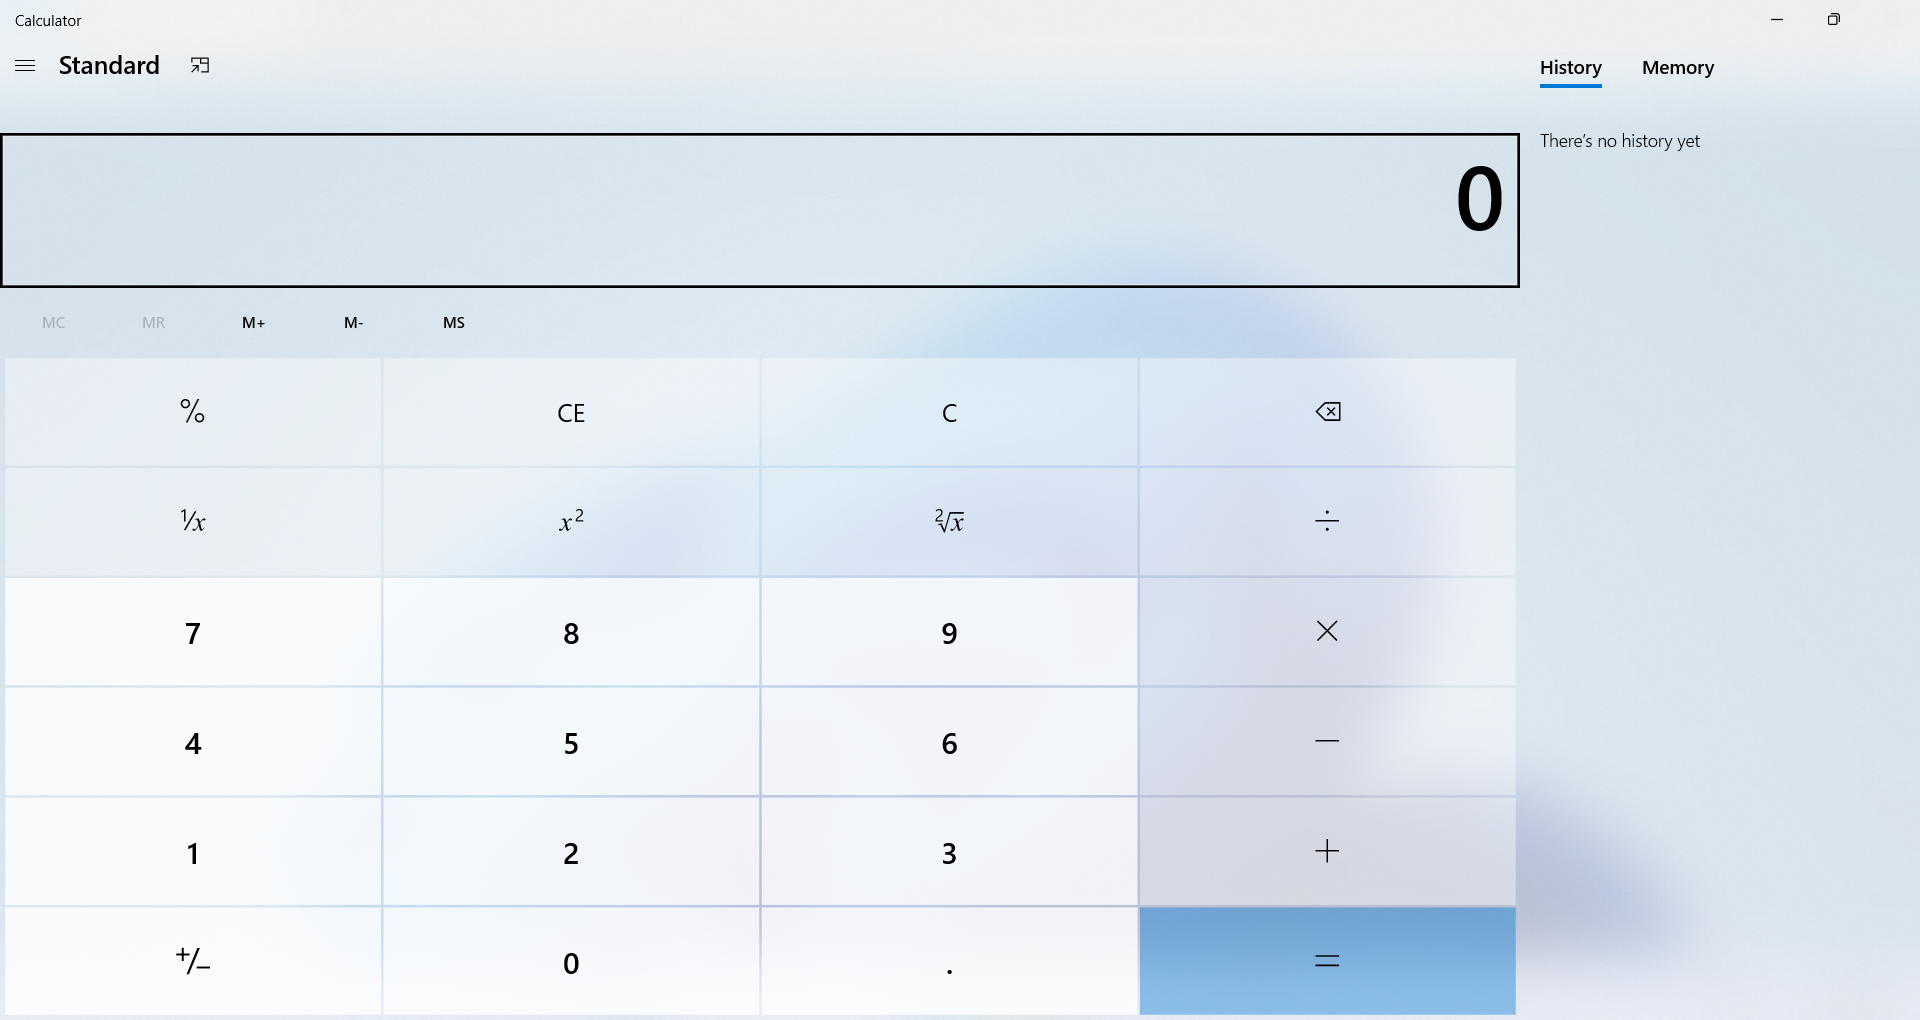 Calculator
Standard
History Memory
There's no history yet
0
MC MR M+ M- MS
% CE C
1/x x² ²√x ÷
7 8 9 ×
4 5 6 −
1 2 3 +
+/− 0 . =